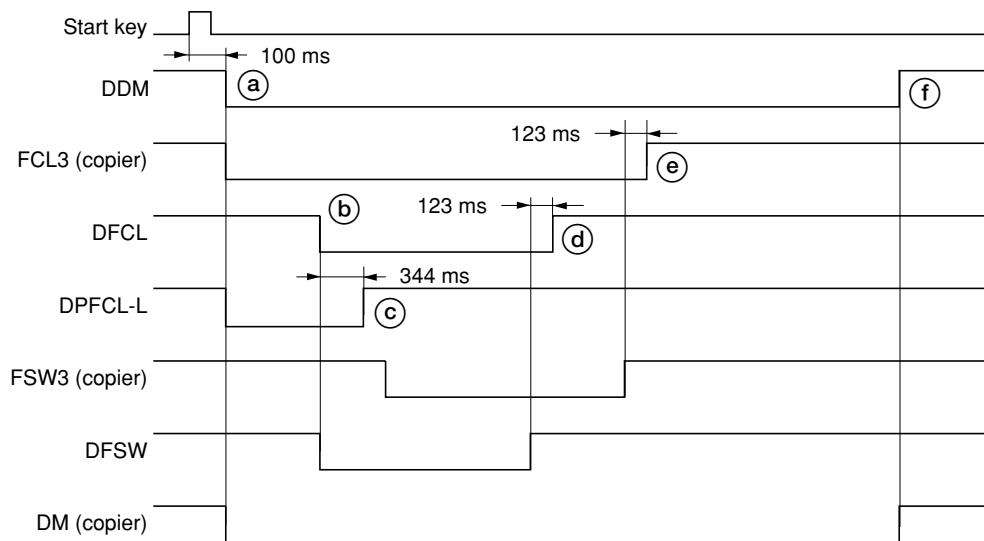 Start key
100 ms
DDM
a
f
123 ms
FCL3 (copier)
e
b
123 ms
DFCL
d
344 ms
DPFCL-L
c
FSW3 (copier)
DFSW
DM (copier)